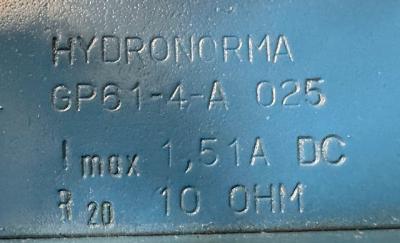 HYDRONORMA
GP61-4-A 025
Imax 1,51A DC
R20 10 OHM